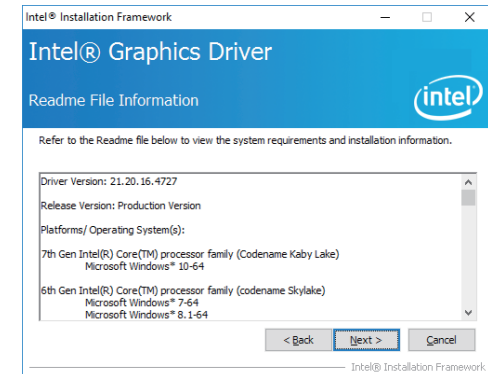 Intel® Installation Framework
Intel® Graphics Driver
Readme File Information
intel®
Refer to the Readme file below to view the system requirements and installation information.
Driver Version: 21.20.16.4727
Release Version: Production Version
Platforms/ Operating System(s):
7th Gen Intel(R) Core(TM) processor family (Codename Kaby Lake)
Microsoft Windows* 10-64
6th Gen Intel(R) Core(TM) processor family (codename Skylake)
Microsoft Windows* 7-64
Microsoft Windows* 8.1-64
< Back Next > Cancel
Intel® Installation Framework